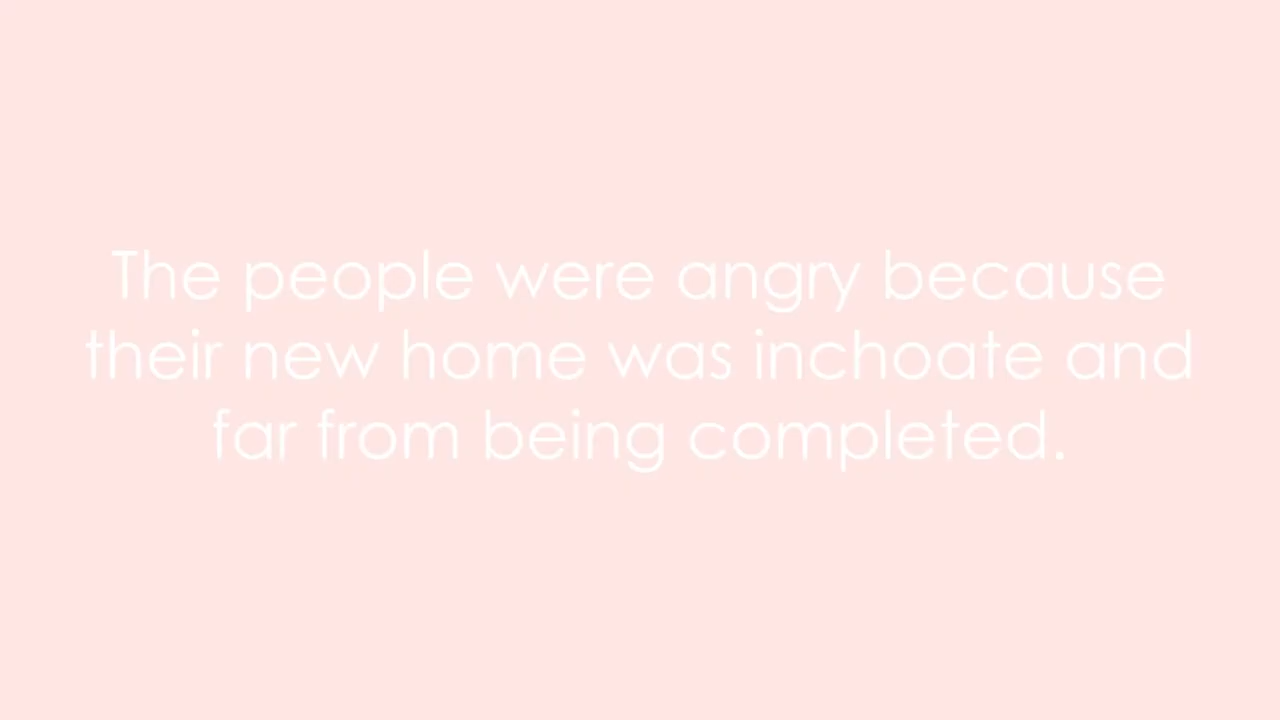 The people were angry because
their new home was inchoate and
far from being completed.